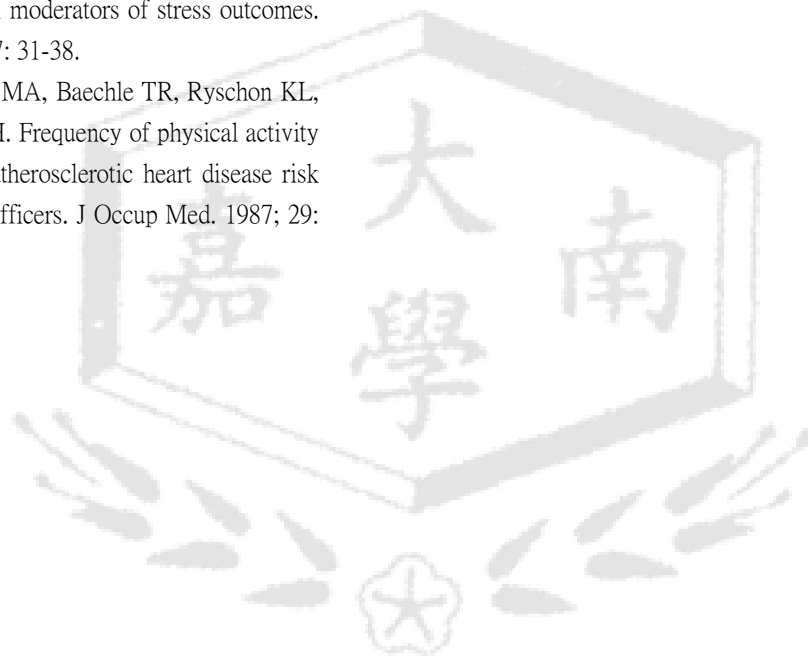 moderators of stress outcomes.
: 31-38.
MA, Baechle TR, Ryschon KL,
. Frequency of physical activity
therosclerotic heart disease risk
fficers. J Occup Med. 1987; 29:
大
嘉 南
學